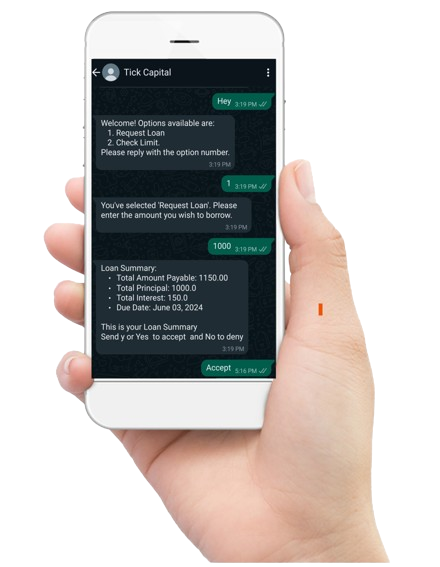 Tick Capital
Hey 3:19 PM
Welcome! Options available are:
1. Request Loan
2. Check Limit.
Please reply with the option number.
3:19 PM
1 3:19 PM
You've selected 'Request Loan'. Please
enter the amount you wish to borrow.
3:19 PM
1000 3:19 PM
Loan Summary:
• Total Amount Payable: 1150.00
• Total Principal: 1000.0
• Total Interest: 150.0
• Due Date: June 03, 2024
This is your Loan Summary
Send y or Yes to accept and No to deny
3:19 PM
Accept 5:16 PM